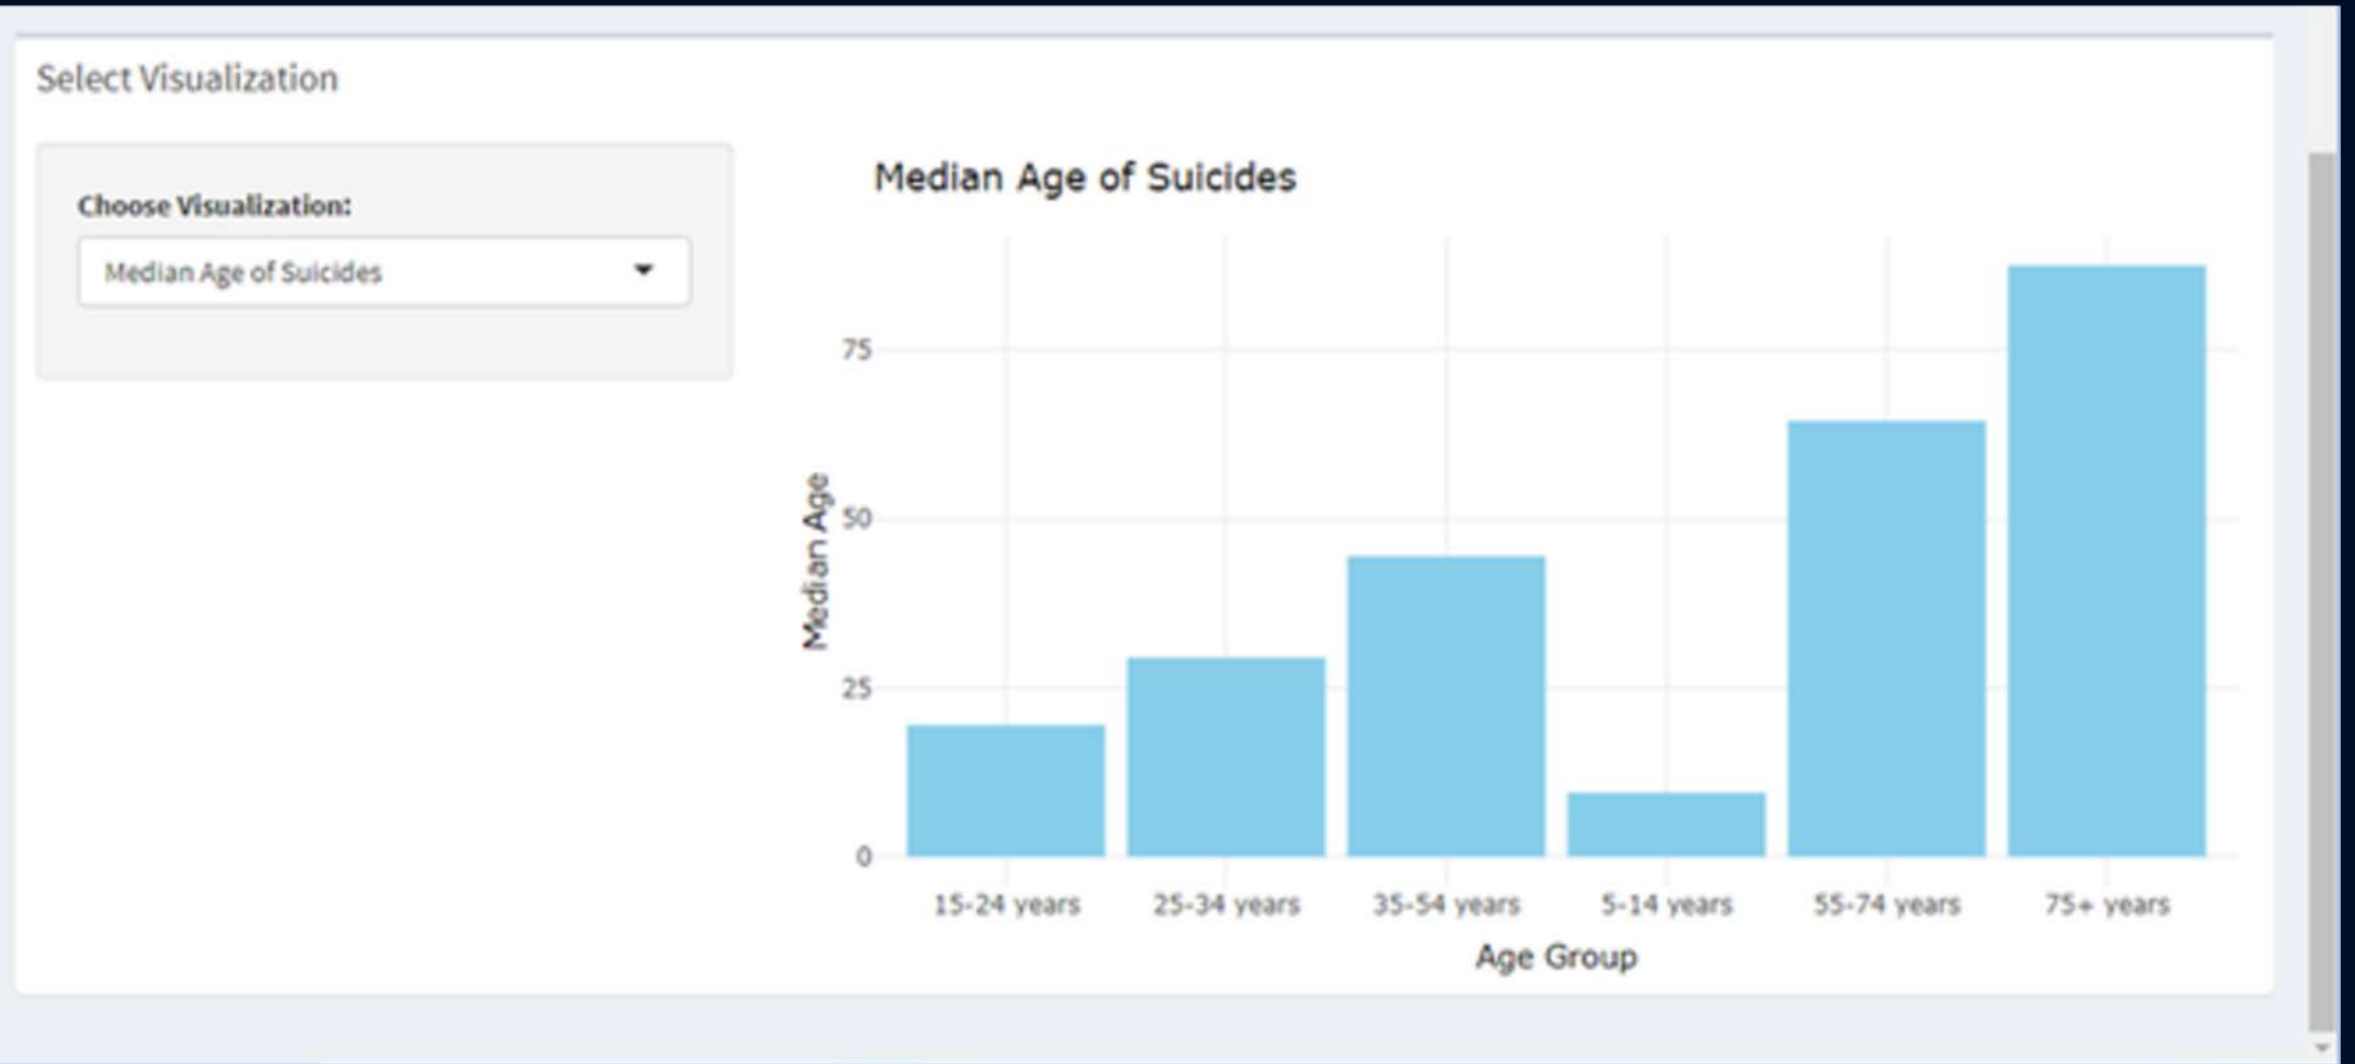 Select Visualization
Choose Visualization:
Median Age of Suicides
Median Age of Suicides
Median Age
75
50
25
0
15-24 years
25-34 years
35-54 years
5-14 years
55-74 years
75+ years
Age Group